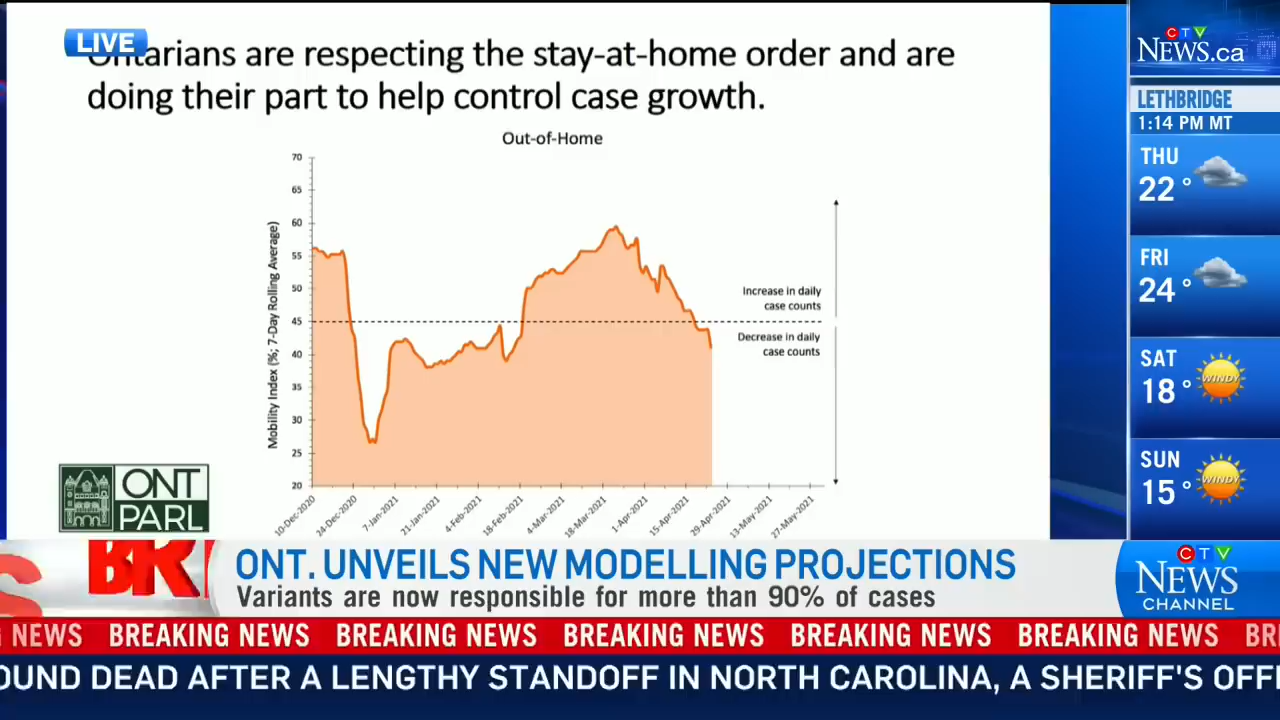 LIVE
Ontarians are respecting the stay-at-home order and are
doing their part to help control case growth.
Out-of-Home
Mobility Index (%; 7-Day Rolling Average)
70
65
60
55
50
45
40
35
30
25
20
10-Dec-2020
24-Dec-2020
7-Jan-2021
21-Jan-2021
4-Feb-2021
18-Feb-2021
4-Mar-2021
18-Mar-2021
1-Apr-2021
15-Apr-2021
29-Apr-2021
13-May-2021
27-May-2021
Increase in daily
case counts
Decrease in daily
case counts
ONT
PARL
CTV
NEWS.ca
LETHBRIDGE
1:14 PM MT
THU
22°
FRI
24°
SAT
18°
WINDY
SUN
15°
WINDY
S
BR
ONT. UNVEILS NEW MODELLING PROJECTIONS
Variants are now responsible for more than 90% of cases
CTV
NEWS
CHANNEL
NEWS BREAKING NEWS BREAKING NEWS BREAKING NEWS BREAKING NEWS BREAKING NEWS BR
OUND DEAD AFTER A LENGTHY STANDOFF IN NORTH CAROLINA, A SHERIFF'S OFFI